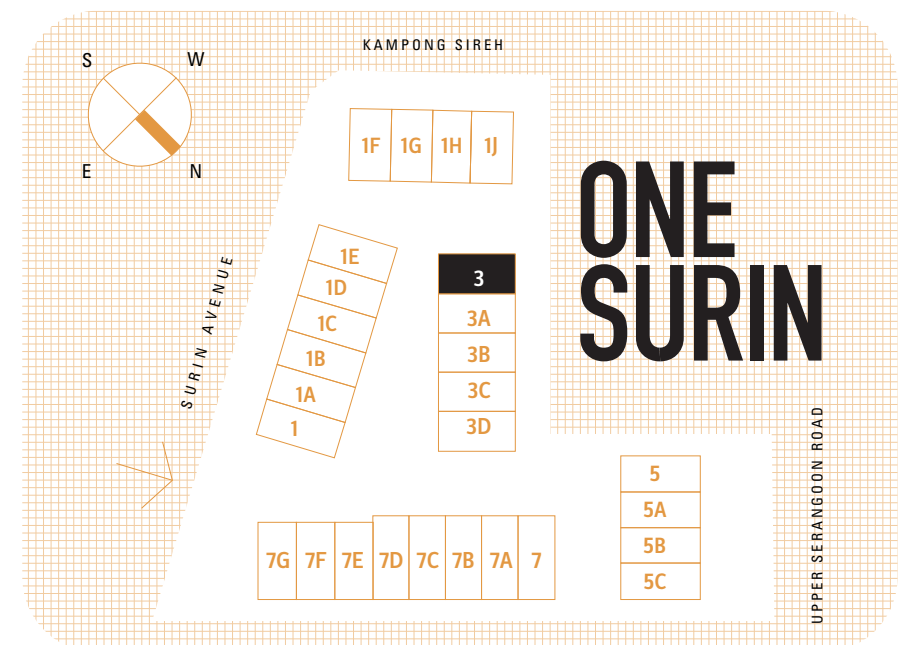 KAMPONG SIREH
S
W
E
N
1F 1G 1H 1J
ONE
SURIN
SURIN AVENUE
1E
1D
1C
1B
1A
1
3
3A
3B
3C
3D
UPPER SERANGOON ROAD
5
5A
5B
5C
7G 7F 7E 7D 7C 7B 7A 7